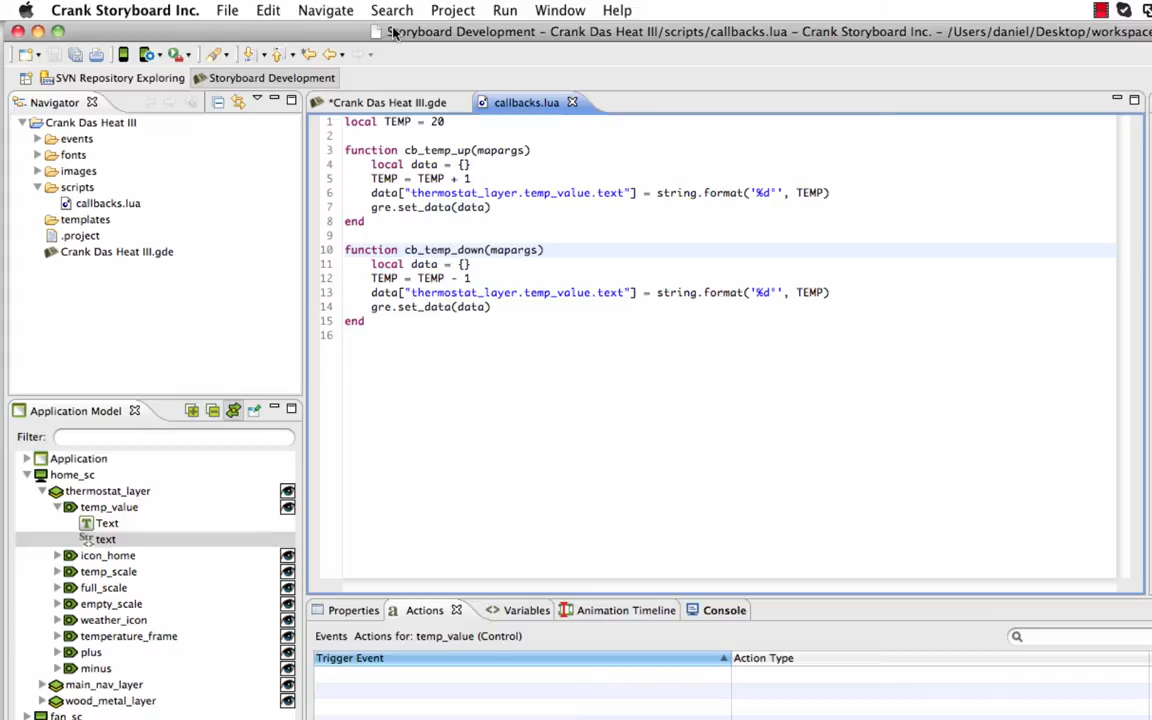 Crank Storyboard Inc. File Edit Navigate Search Project Run Window Help
Storyboard Development – Crank Das Heat III/scripts/callbacks.lua – Crank Storyboard Inc. – /Users/daniel/Desktop/workspace
SVN Repository Exploring Storyboard Development
Navigator
Crank Das Heat III
events
fonts
images
scripts
callbacks.lua
templates
.project
Crank Das Heat III.gde
*Crank Das Heat III.gde callbacks.lua
1 local TEMP = 20
2
3 function cb_temp_up(mapargs)
4 local data = {}
5 TEMP = TEMP + 1
6 data["thermostat_layer.temp_value.text"] = string.format('%d°', TEMP)
7 gre.set_data(data)
8 end
9
10 function cb_temp_down(mapargs)
11 local data = {}
12 TEMP = TEMP - 1
13 data["thermostat_layer.temp_value.text"] = string.format('%d°', TEMP)
14 gre.set_data(data)
15 end
16
Application Model
Filter:
Application
home_sc
thermostat_layer
temp_value
T Text
Str text
icon_home
temp_scale
full_scale
empty_scale
weather_icon
temperature_frame
plus
minus
main_nav_layer
wood_metal_layer
fan_sc
Properties a Actions <> Variables Animation Timeline Console
Events Actions for: temp_value (Control)
Trigger Event Action Type